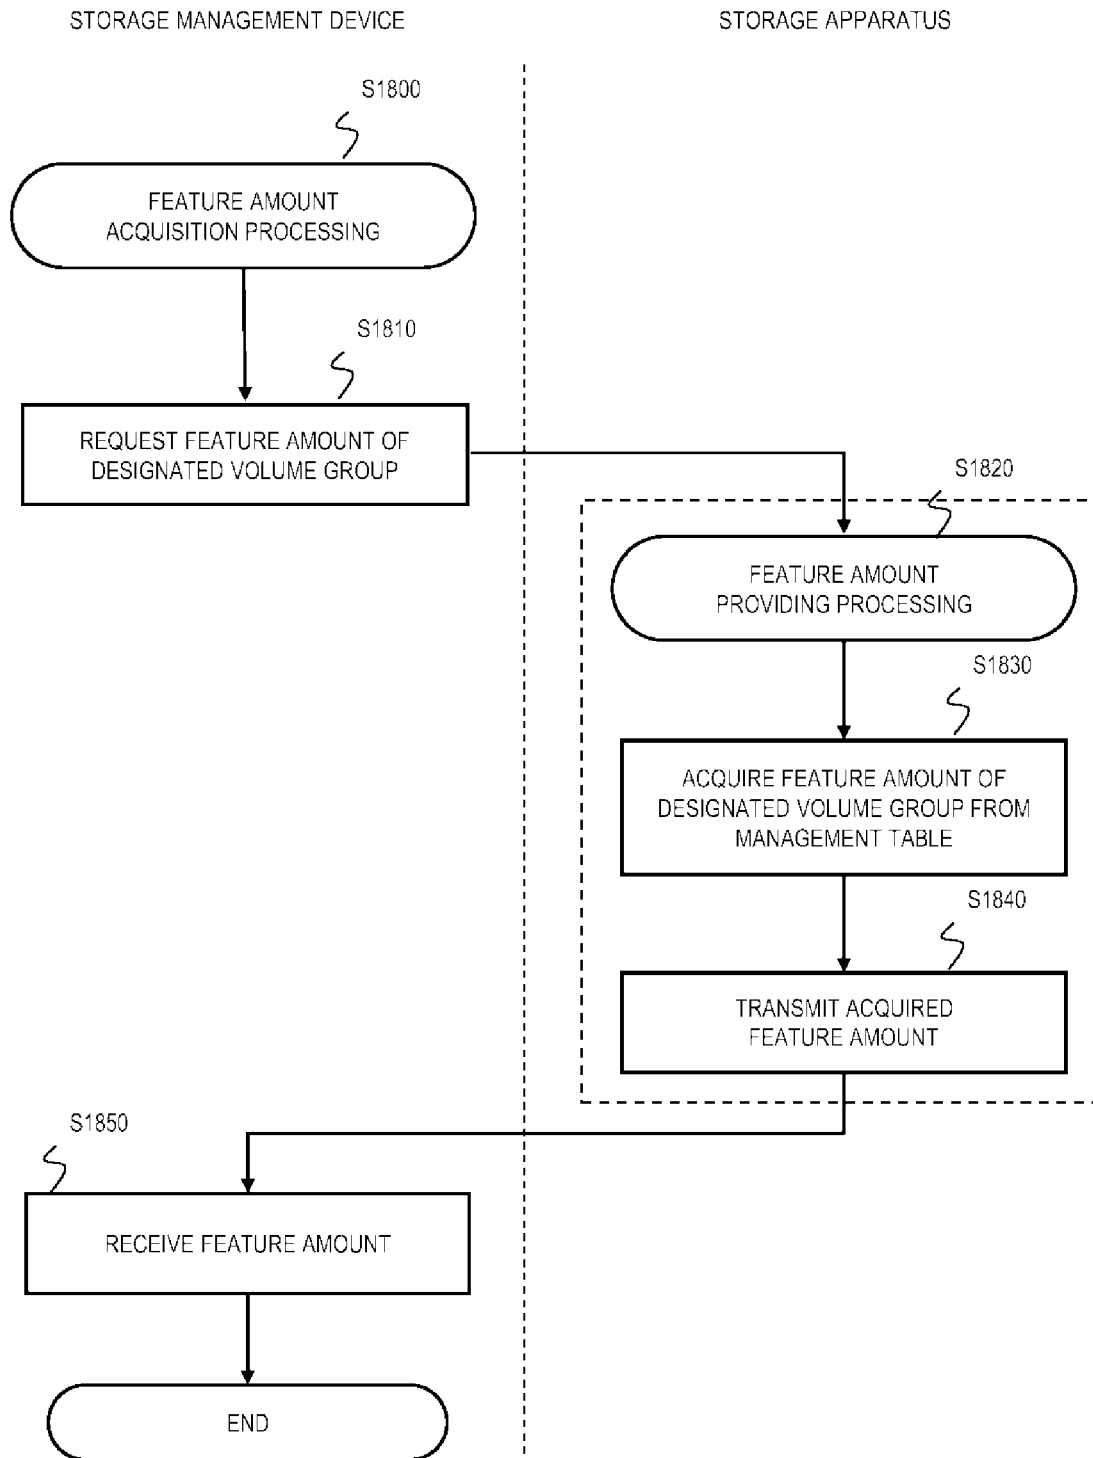 STORAGE MANAGEMENT DEVICE
STORAGE APPARATUS
S1800
FEATURE AMOUNT
ACQUISITION PROCESSING
S1810
REQUEST FEATURE AMOUNT OF
DESIGNATED VOLUME GROUP
S1820
FEATURE AMOUNT
PROVIDING PROCESSING
S1830
ACQUIRE FEATURE AMOUNT OF
DESIGNATED VOLUME GROUP FROM
MANAGEMENT TABLE
S1840
TRANSMIT ACQUIRED
FEATURE AMOUNT
S1850
RECEIVE FEATURE AMOUNT
END